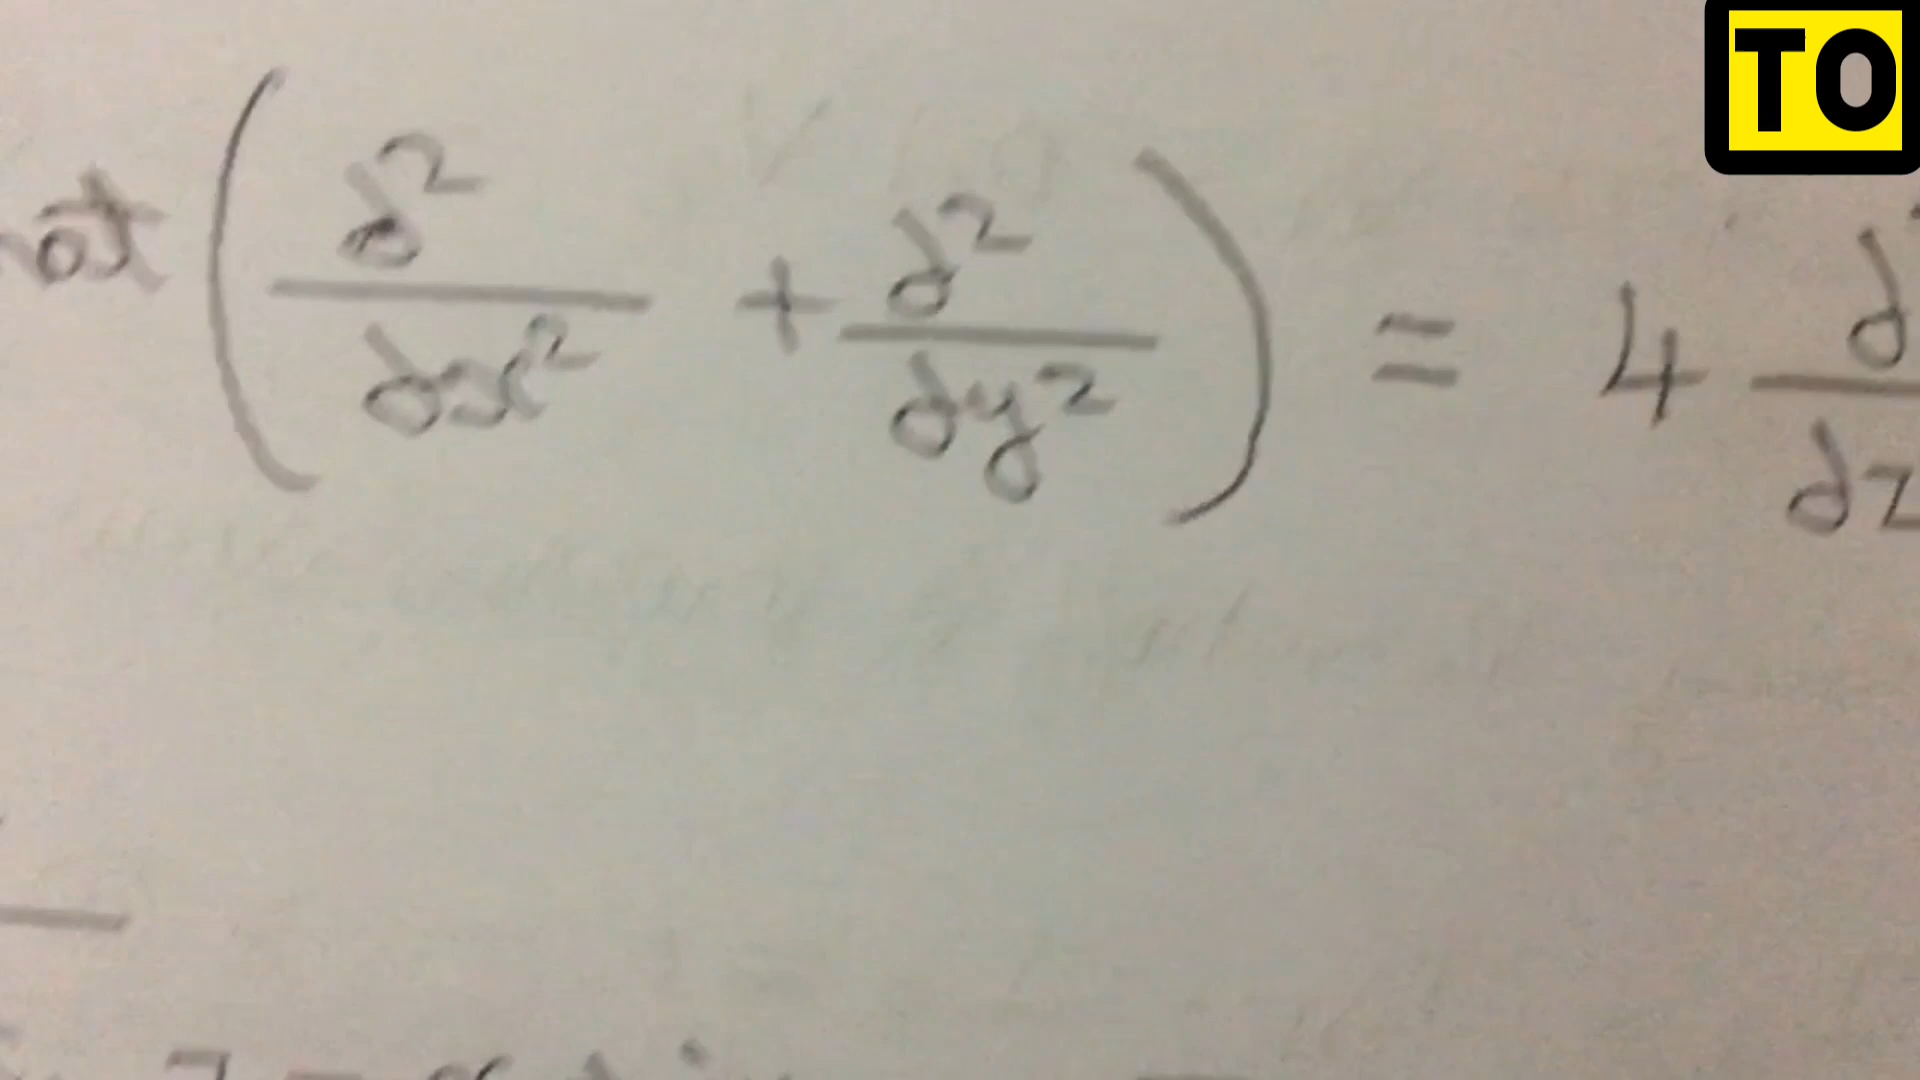 TO
(∂²/∂x² + ∂²/∂y²) = 4 ∂
∂z